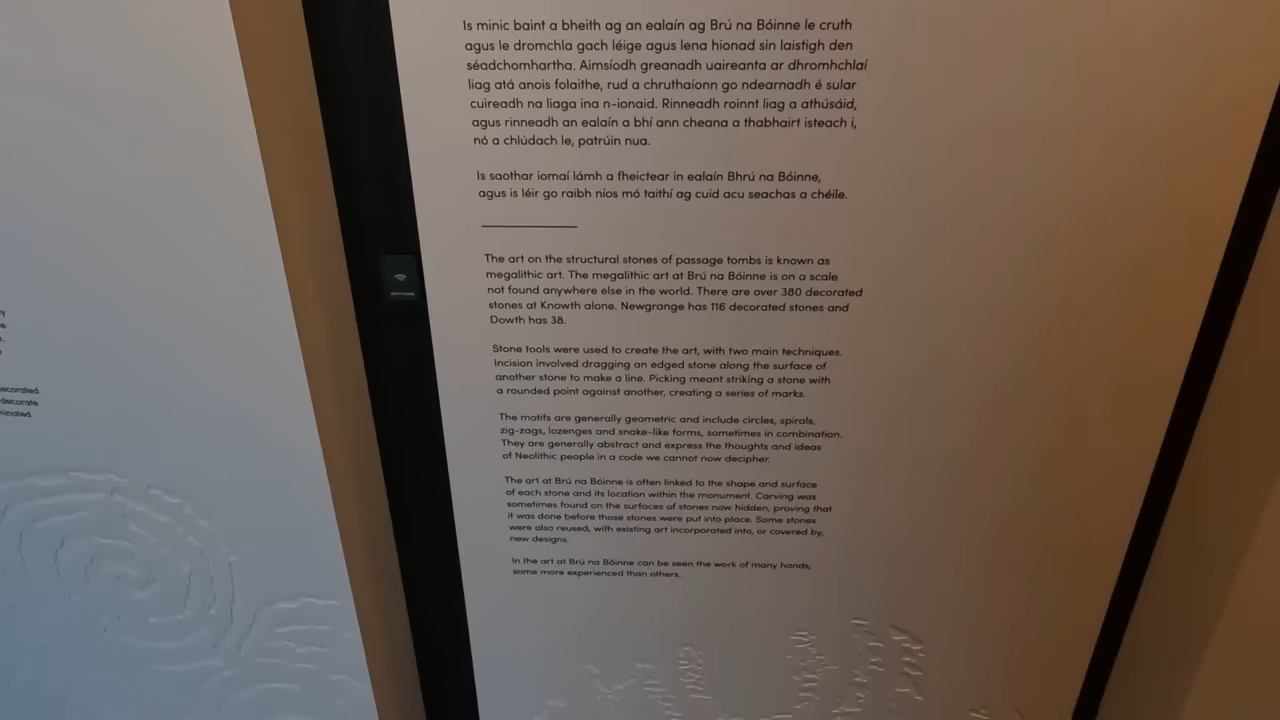 Is minic baint a bheith ag an ealaín ag Brú na Bóinne le cruth
agus le dromchla gach léige agus lena hionad sin laistigh den
séadchomhartha. Aimsíodh greanadh uaireanta ar dhromhchlaí
liag atá anois folaithe, rud a chruthaíonn go ndearnadh é sular
cuireadh na liaga ina n-ionaid. Rinneadh roinnt liag a athúsáid,
agus rinneadh an ealaín a bhí ann cheana a thabhairt isteach i,
nó a chlúdach le, patrúin nua.
Is saothar iomaí lámh a fheictear in ealaín Bhrú na Bóinne,
agus is léir go raibh níos mó taithí ag cuid acu seachas a chéile.
The art on the structural stones of passage tombs is known as
megalithic art. The megalithic art at Brú na Bóinne is on a scale
not found anywhere else in the world. There are over 380 decorated
stones at Knowth alone. Newgrange has 116 decorated stones and
Dowth has 38.
Stone tools were used to create the art, with two main techniques.
Incision involved dragging an edged stone along the surface of
another stone to make a line. Picking meant striking a stone with
a rounded point against another, creating a series of marks.
The motifs are generally geometric and include circles, spirals,
zig-zags, lozenges and snake-like forms, sometimes in combination.
They are generally abstract and express the thoughts and ideas
of Neolithic people in a code we cannot now decipher.
The art at Brú na Bóinne is often linked to the shape and surface
of each stone and its location within the monument. Carving was
sometimes found on the surfaces of stones now hidden, proving that
it was done before those stones were put into place. Some stones
were also reused, with existing art incorporated into, or covered by,
new designs.
In the art at Brú na Bóinne can be seen the work of many hands,
some more experienced than others.